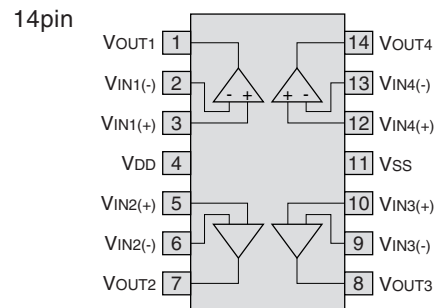 14pin
VOUT1 1 14 VOUT4
VIN1(-) 2 13 VIN4(-)
- + + -
VIN1(+) 3 12 VIN4(+)
VDD 4 11 VSS
VIN2(+) 5 10 VIN3(+)
VIN2(-) 6 9 VIN3(-)
VOUT2 7 8 VOUT3